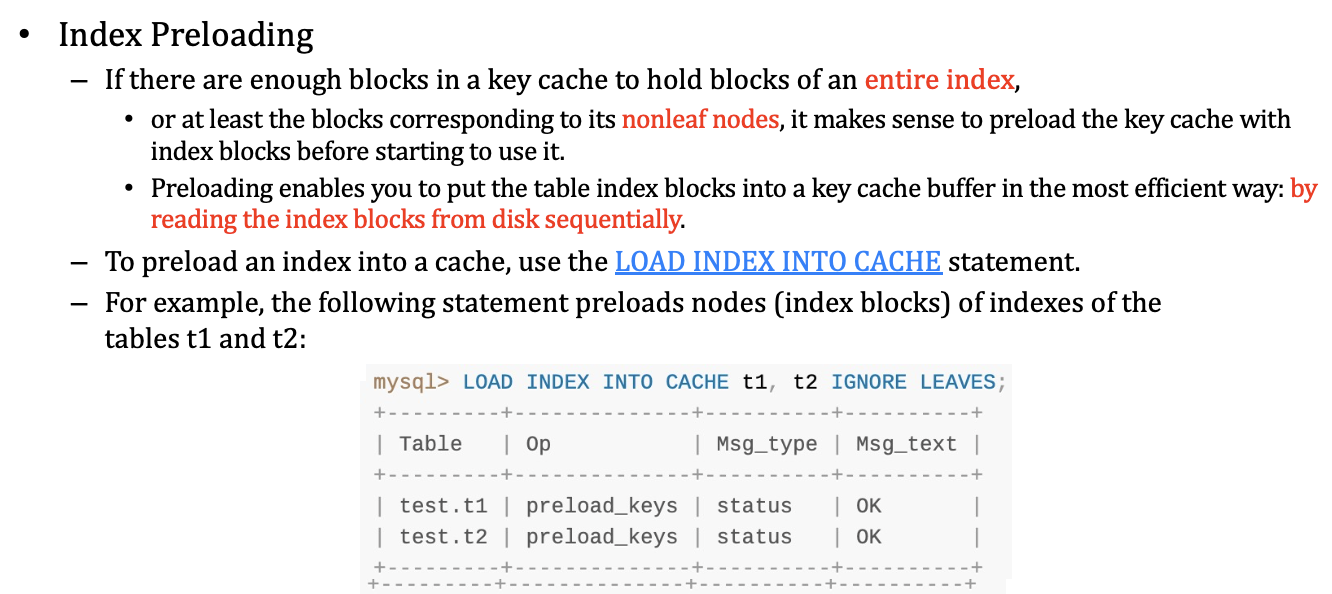 • Index Preloading
– If there are enough blocks in a key cache to hold blocks of an entire index,
• or at least the blocks corresponding to its nonleaf nodes, it makes sense to preload the key cache with
index blocks before starting to use it.
• Preloading enables you to put the table index blocks into a key cache buffer in the most efficient way: by
reading the index blocks from disk sequentially.
– To preload an index into a cache, use the LOAD INDEX INTO CACHE statement.
– For example, the following statement preloads nodes (index blocks) of indexes of the
tables t1 and t2:
mysql> LOAD INDEX INTO CACHE t1, t2 IGNORE LEAVES;
+---------+--------------+----------+----------+
| Table   | Op           | Msg_type | Msg_text |
+---------+--------------+----------+----------+
| test.t1 | preload_keys | status   | OK       |
| test.t2 | preload_keys | status   | OK       |
+---------+--------------+----------+----------+
+---------+--------------+----------+----------+